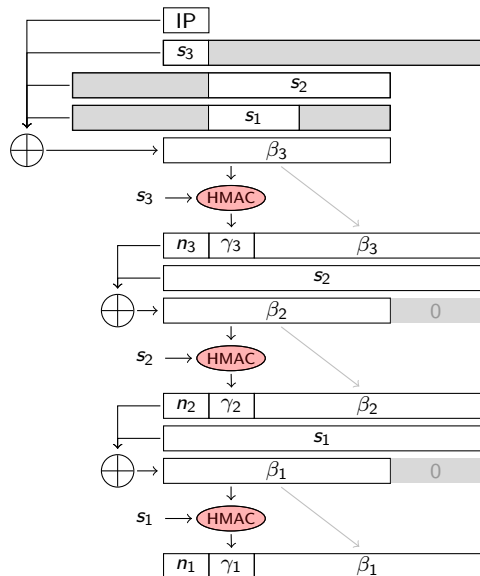 IP
s₃
s₂
s₁
β₃
s₃ HMAC
n₃ γ₃ β₃
s₂
β₂ 0
s₂ HMAC
n₂ γ₂ β₂
s₁
β₁ 0
s₁ HMAC
n₁ γ₁ β₁